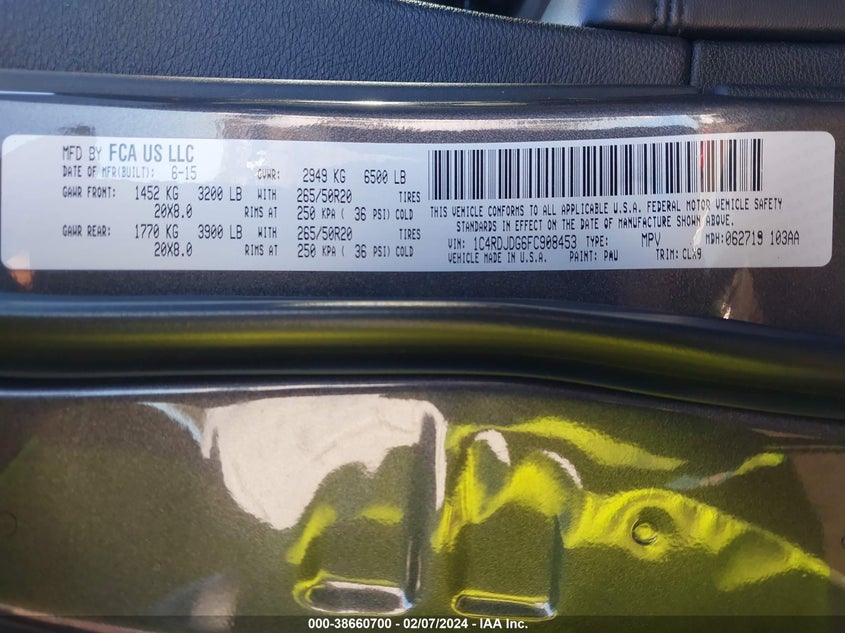 MFD BY FCA US LLC
DATE OF MFR(BUILT): 6-15 GVWR: 2949 KG 6500 LB
GAWR FRONT: 1452 KG 3200 LB WITH 265/50R20 TIRES
20X8.0 RIMS AT 250 KPA ( 36 PSI) COLD
GAWR REAR: 1770 KG 3900 LB WITH 265/50R20 TIRES
20X8.0 RIMS AT 250 KPA ( 36 PSI) COLD
THIS VEHICLE CONFORMS TO ALL APPLICABLE U.S.A. FEDERAL MOTOR VEHICLE SAFETY
STANDARDS IN EFFECT ON THE DATE OF MANUFACTURE SHOWN ABOVE.
VIN: 1C4RDJDG6FC908453 TYPE: MPV MDH: 062719 103AA
VEHICLE MADE IN U.S.A. PAINT: PAU TRIM: CLX9
000-38660700 - 02/07/2024 - IAA Inc.